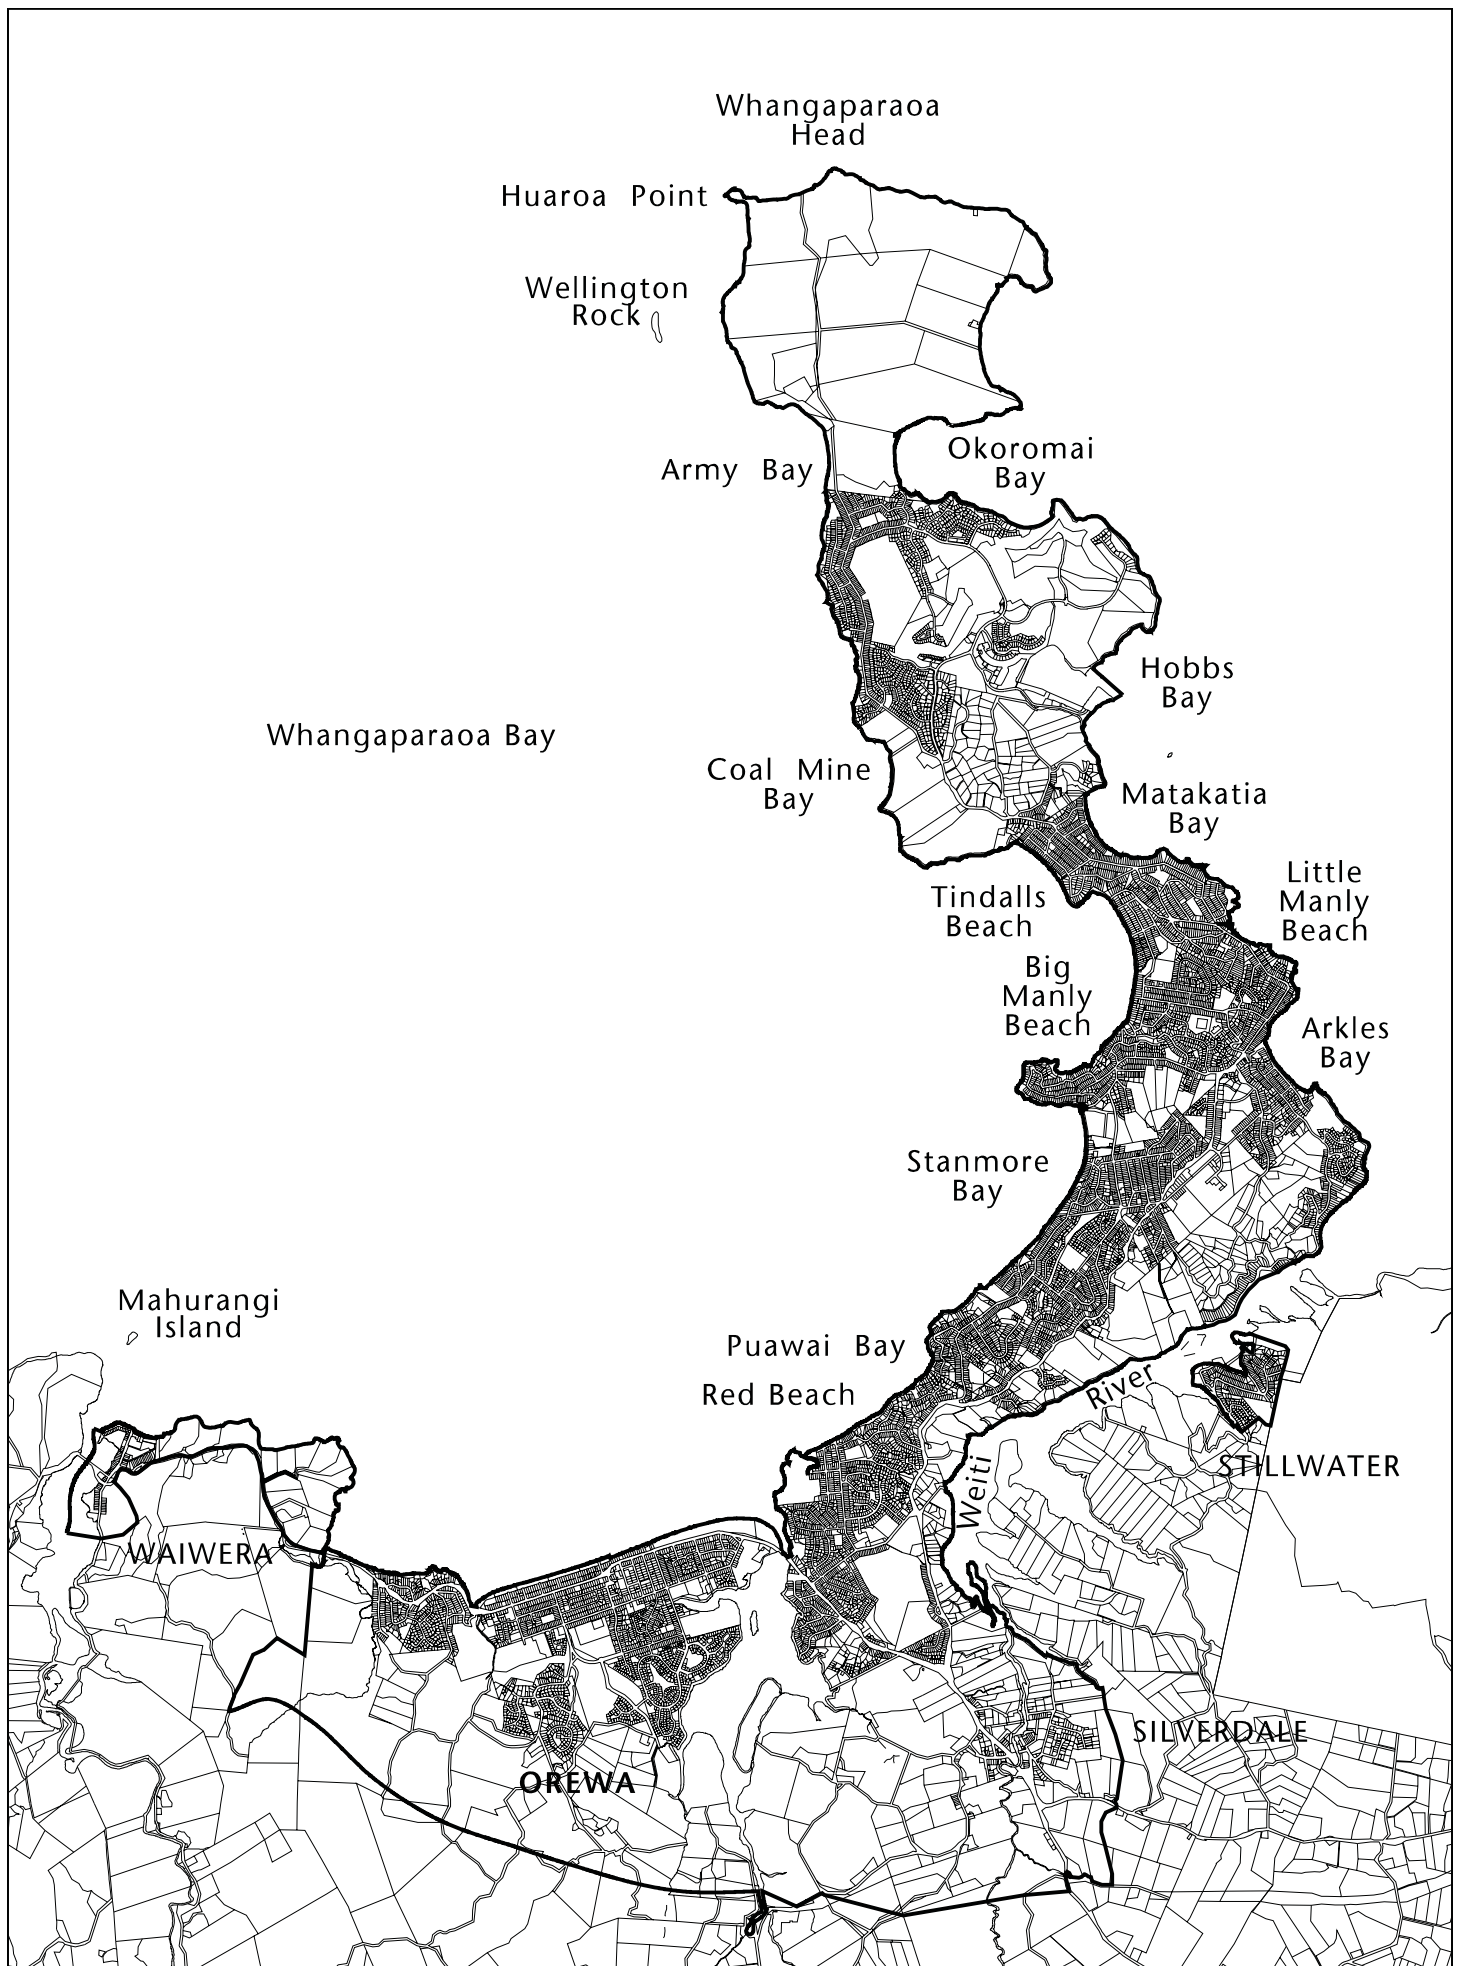 Whangaparaoa
Head
Huaroa Point
Wellington
Rock
Okoromai
Bay
Army Bay
Hobbs
Bay
Whangaparaoa Bay
Coal Mine
Bay
Matakatia
Bay
Little
Manly
Beach
Tindalls
Beach
Big
Manly
Beach
Arkles
Bay
Stanmore
Bay
Mahurangi
Island
Puawai Bay
Red Beach
River
Weiti
STILLWATER
WAIWERA
SILVERDALE
OREWA